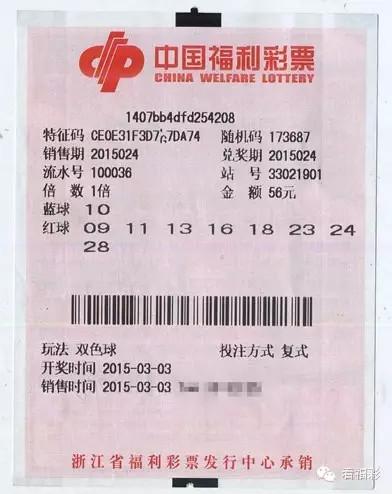 中国福利彩票
CHINA WELFARE LOTTERY
1407bb4dfd254208
特征码 CE0E31F3D7 7DA74 随机码 173687
销售期 2015024 兑奖期 2015024
流水号 100036 站 号 33021901
倍 数 1倍 金 额 56元
蓝球 10
红球 09 11 13 16 18 23 24
28
玩法 双色球 投注方式 复式
开奖时间 2015-03-03
销售时间 2015-03-03
浙江省福利彩票发行中心承销
看相彩